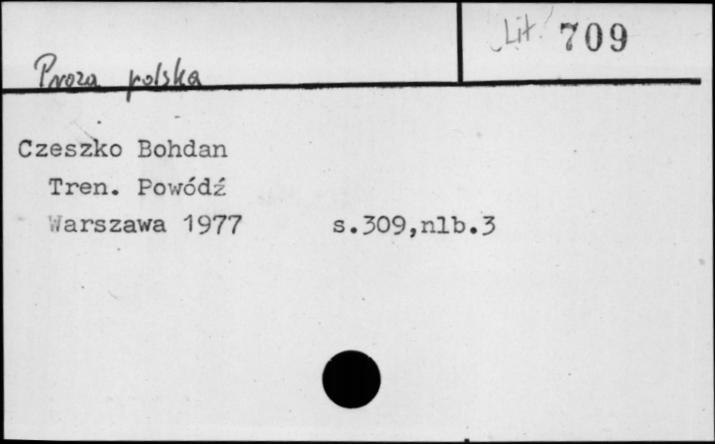 Lit. 709
Proza polska
Czeszko Bohdan
Tren. Powódź
Warszawa 1977 s.309,nlb.3